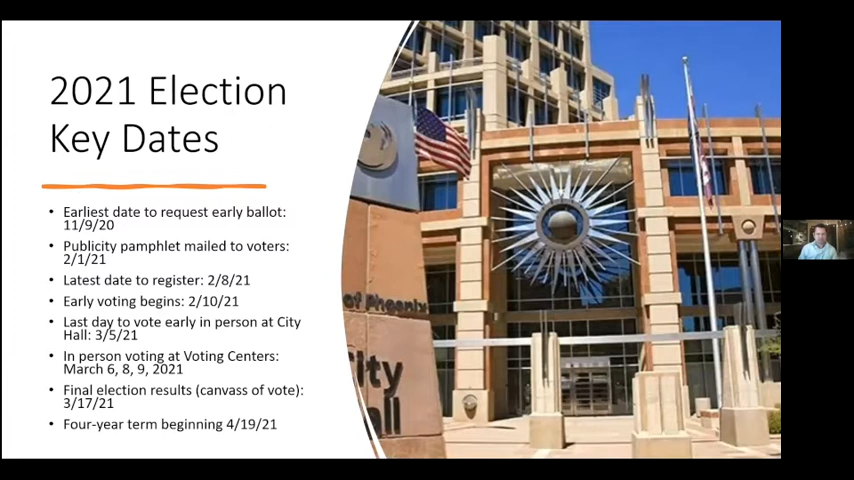 2021 Election
Key Dates
• Earliest date to request early ballot:
11/9/20
• Publicity pamphlet mailed to voters:
2/1/21
• Latest date to register: 2/8/21
• Early voting begins: 2/10/21
• Last day to vote early in person at City
Hall: 3/5/21
• In person voting at Voting Centers:
March 6, 8, 9, 2021
• Final election results (canvass of vote):
3/17/21
• Four-year term beginning 4/19/21
of Phoenix
City
Hall